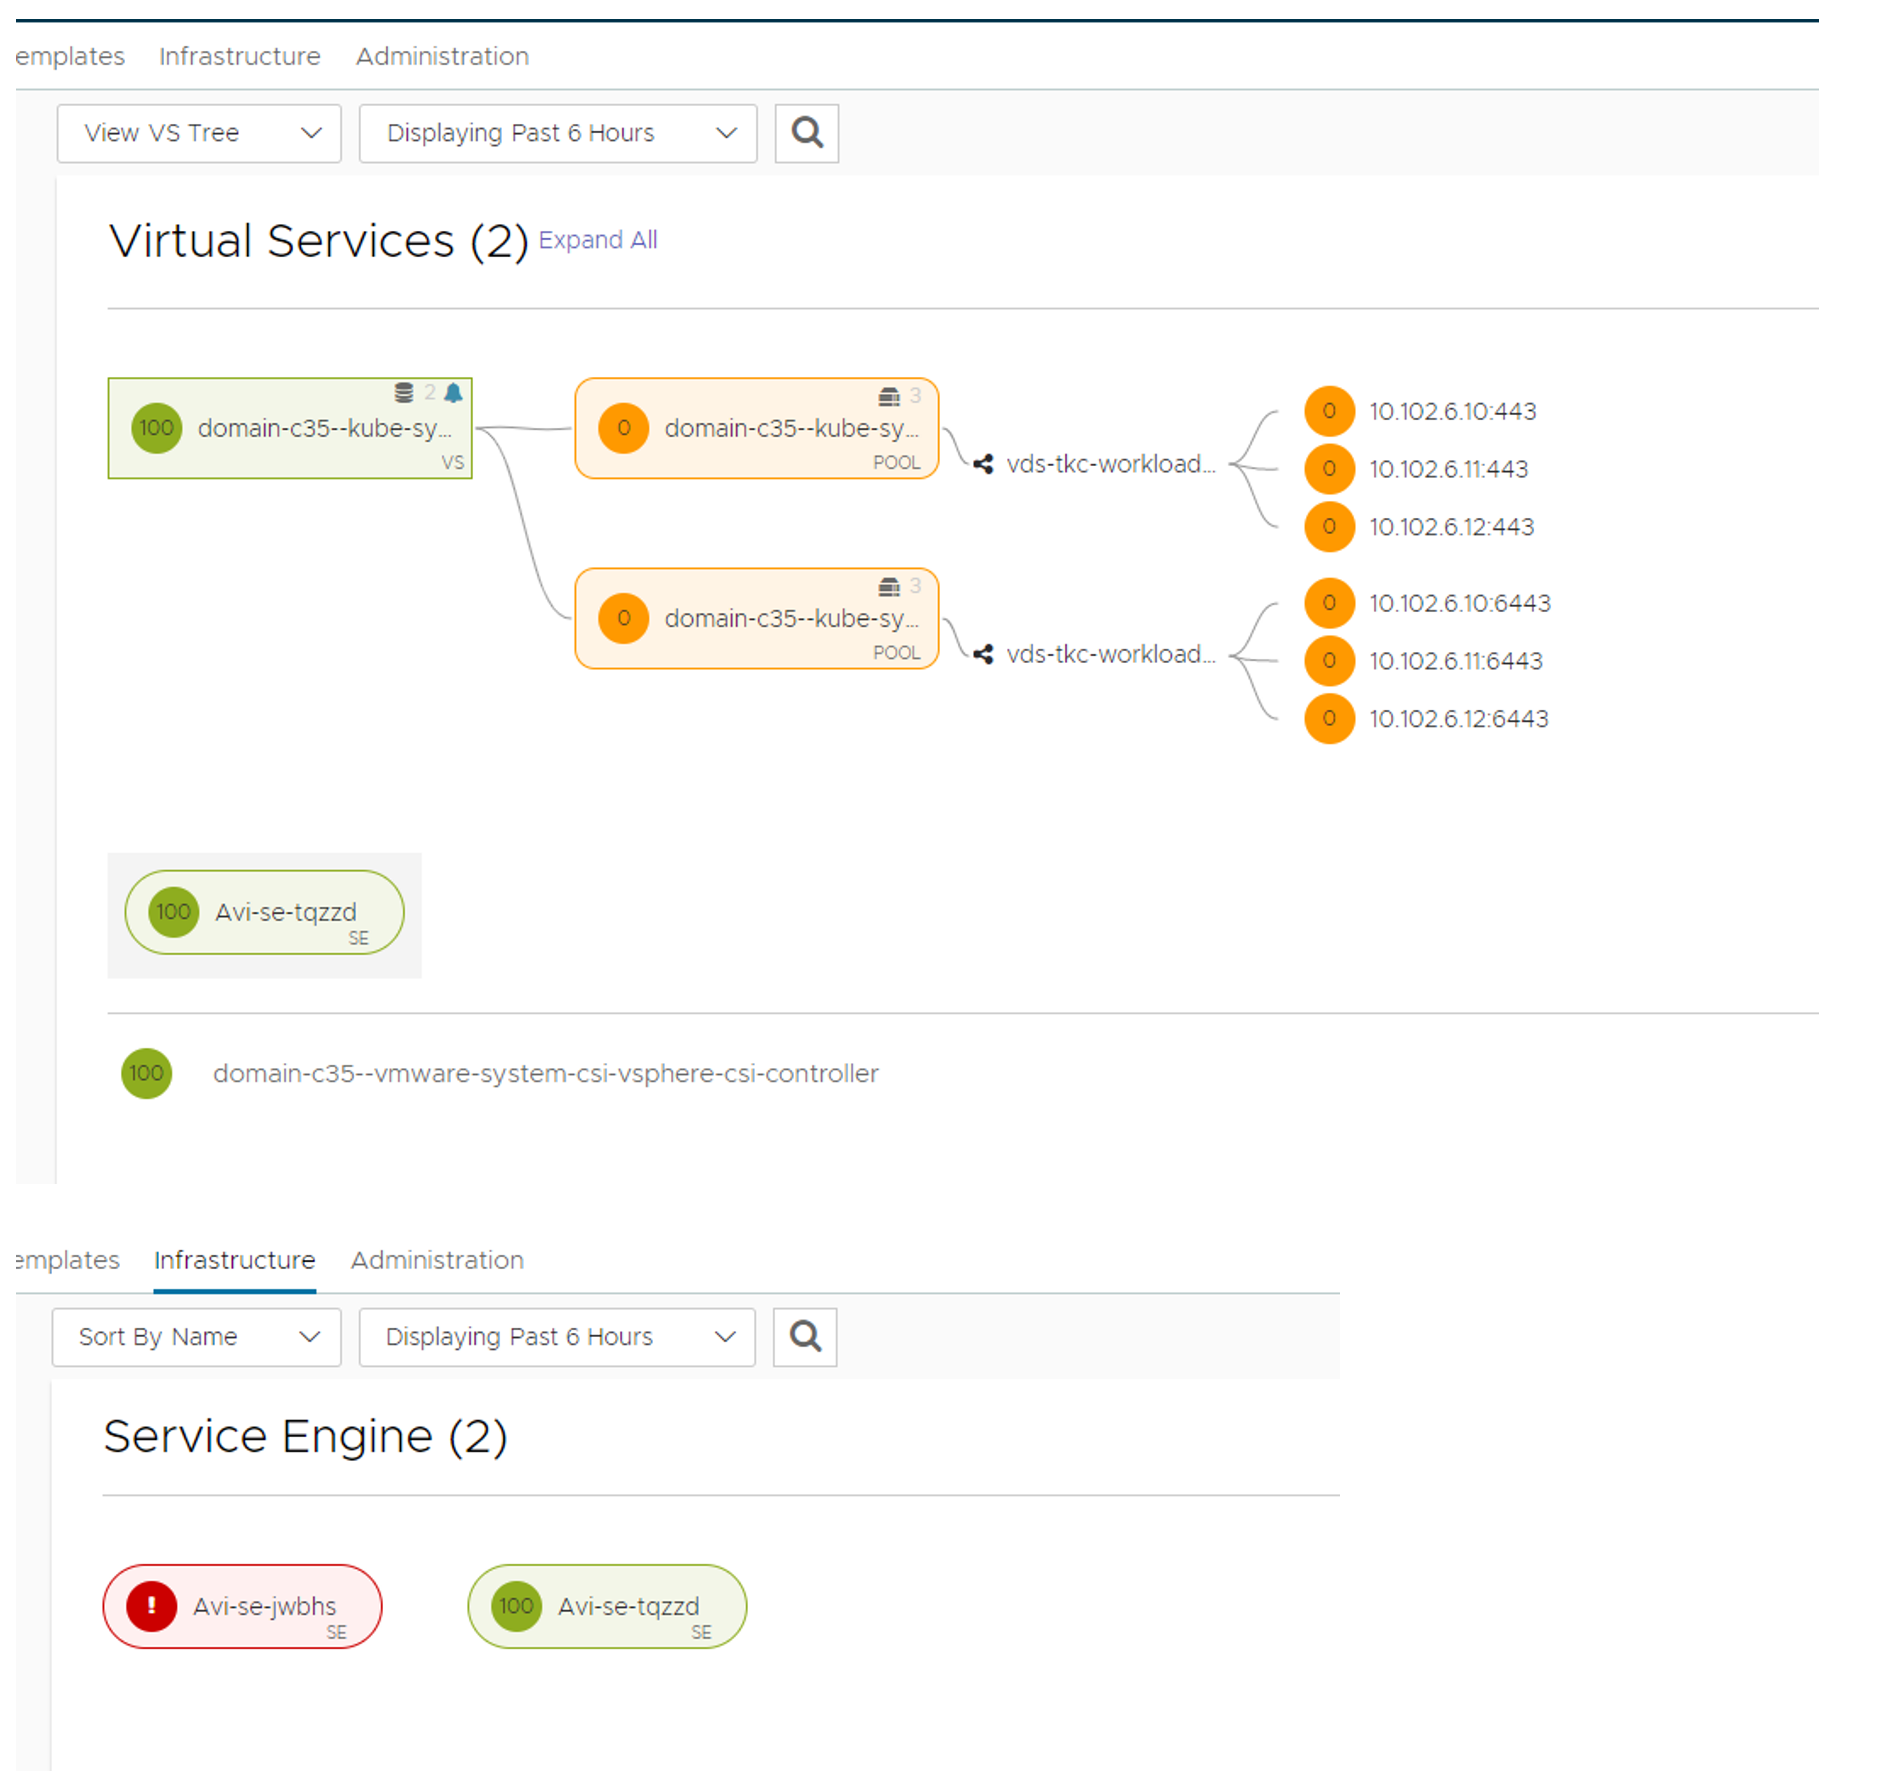 emplates Infrastructure Administration
View VS Tree Displaying Past 6 Hours
Virtual Services (2) Expand All
2
100 domain-c35--kube-sy...
VS
3
0 domain-c35--kube-sy...
POOL
vds-tkc-workload...
0 10.102.6.10:443
0 10.102.6.11:443
0 10.102.6.12:443
3
0 domain-c35--kube-sy...
POOL
vds-tkc-workload...
0 10.102.6.10:6443
0 10.102.6.11:6443
0 10.102.6.12:6443
100 Avi-se-tqzzd
SE
100 domain-c35--vmware-system-csi-vsphere-csi-controller
emplates Infrastructure Administration
Sort By Name Displaying Past 6 Hours
Service Engine (2)
! Avi-se-jwbhs
SE
100 Avi-se-tqzzd
SE